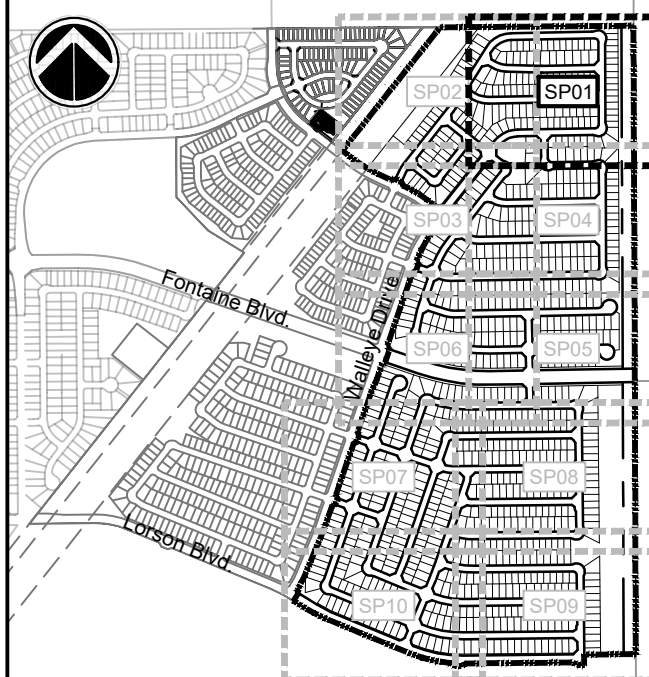 SP02
SP01
SP03
SP04
Fontaine Blvd.
Walleye Drive
SP06
SP05
SP07
SP08
Lorson Blvd.
SP10
SP09